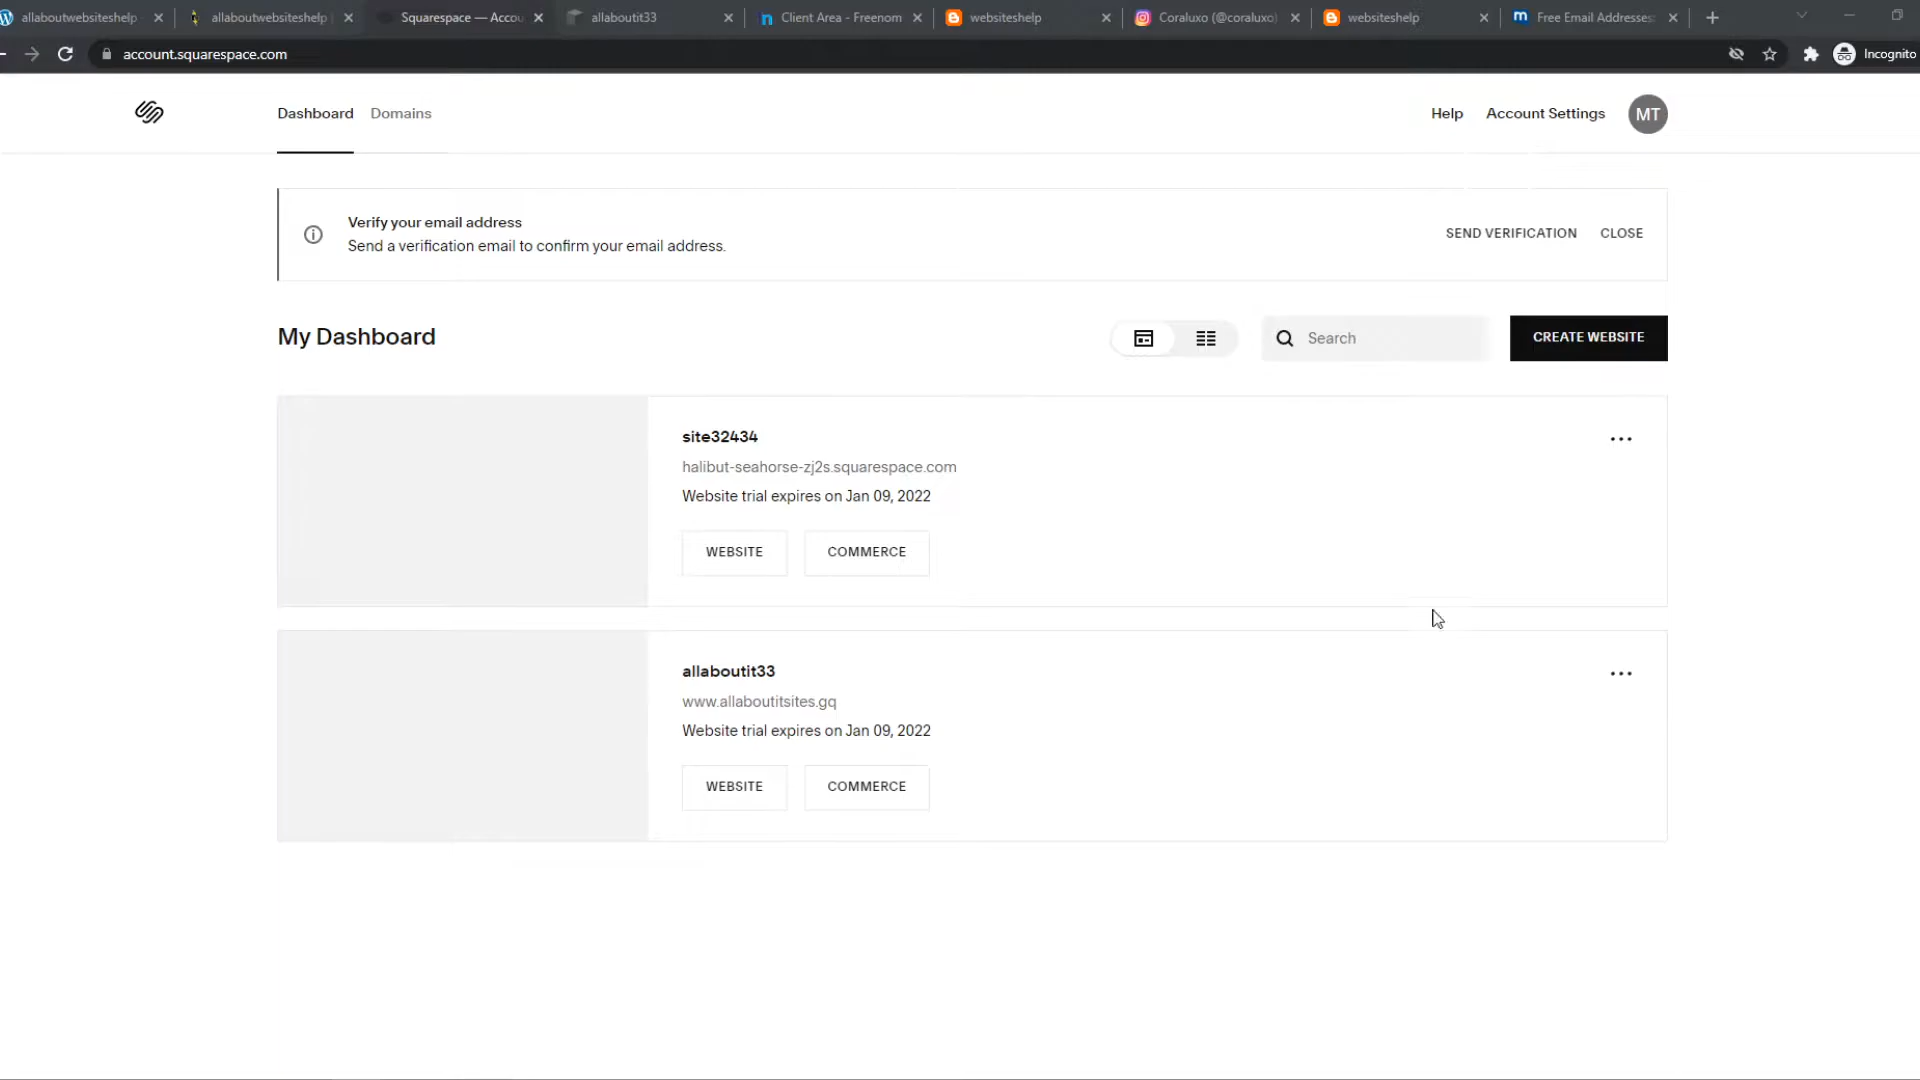 allaboutwebsiteshelp
allaboutwebsiteshelp
Squarespace — Accou
allaboutit33
Client Area - Freenom
websiteshelp
Coraluxo (@coraluxo)
websiteshelp
Free Email Addresses:
account.squarespace.com
Incognito
Dashboard
Domains
Help
Account Settings
MT
Verify your email address
Send a verification email to confirm your email address.
SEND VERIFICATION
CLOSE
My Dashboard
Search
CREATE WEBSITE
site32434
halibut-seahorse-zj2s.squarespace.com
Website trial expires on Jan 09, 2022
WEBSITE
COMMERCE
allaboutit33
www.allaboutitsites.gq
Website trial expires on Jan 09, 2022
WEBSITE
COMMERCE